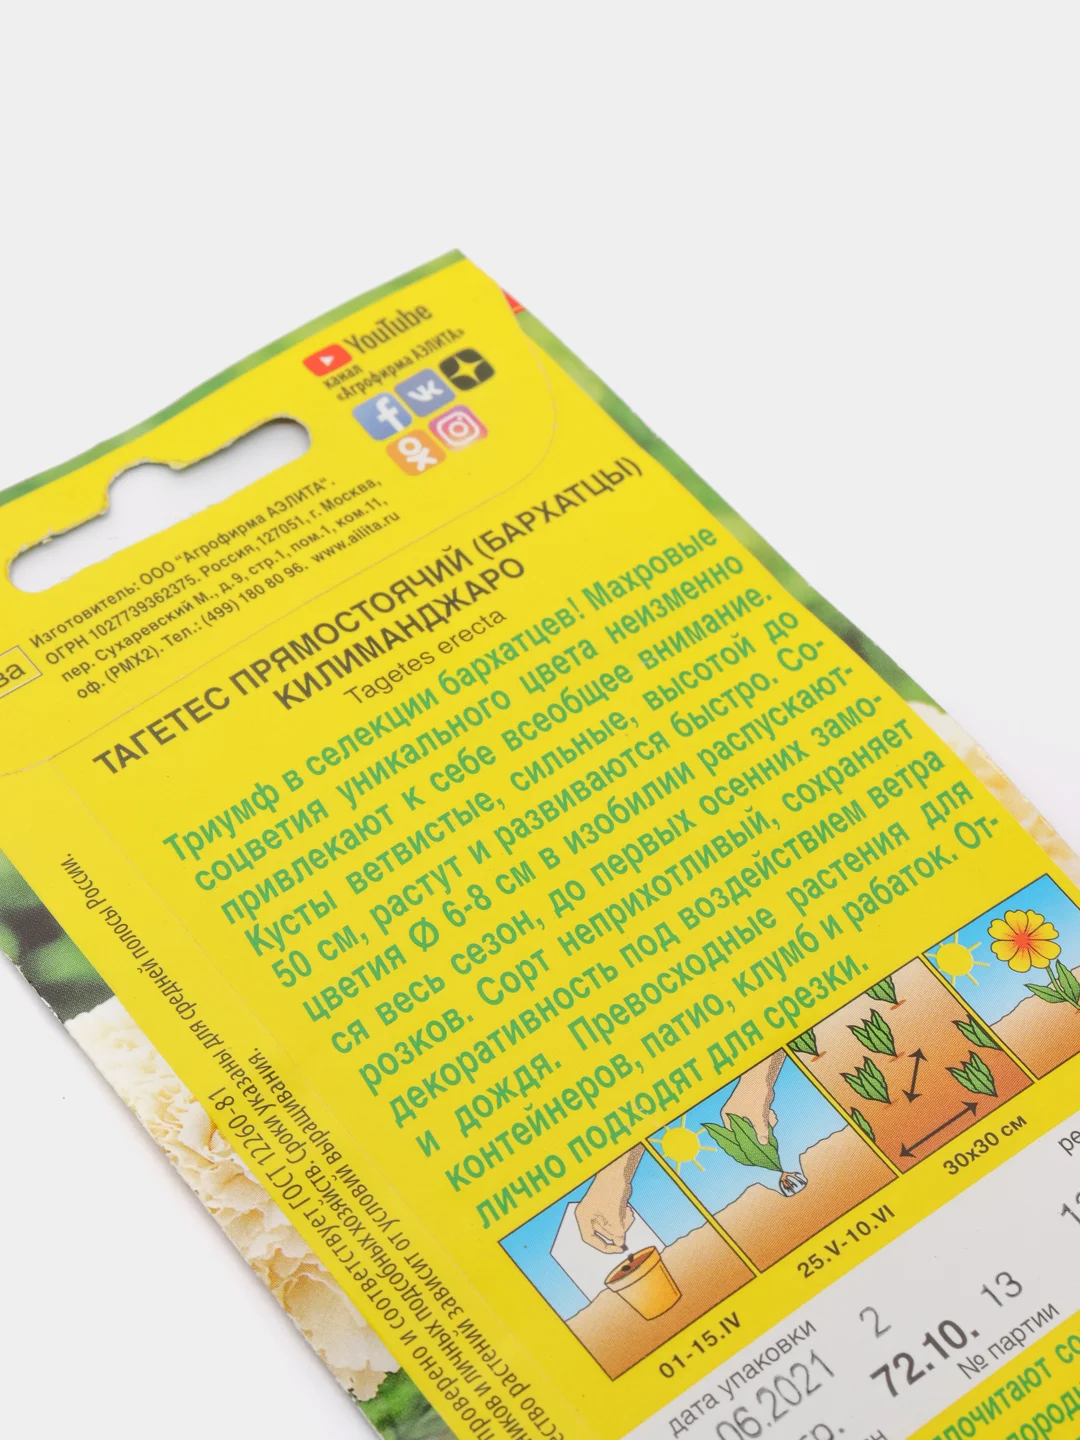 YouTube
канал
«Агрофирма АЭЛИТА»
Изготовитель: ООО "Агрофирма АЭЛИТА".
ОГРН 1027739362375. Россия, 127051, г. Москва,
пер. Сухаревский М., д.9, стр.1, пом.1, ком.11,
оф. (РМХ2). Тел.: (499) 180 80 96. www.ailita.ru
ТАГЕТЕС ПРЯМОСТОЯЧИЙ (БАРХАТЦЫ)
КИЛИМАНДЖАРО
Tagetes erecta
Триумф в селекции бархатцев! Махровые
соцветия уникального цвета неизменно
привлекают к себе всеобщее внимание.
Кусты ветвистые, сильные, высотой до
50 см, растут и развиваются быстро. Со-
цветия Ø 6-8 см в изобилии распускают-
ся весь сезон, до первых осенних замо-
розков. Сорт неприхотливый, сохраняет
декоративность под воздействием ветра
и дождя. Превосходные растения для
контейнеров, патио, клумб и рабаток. От-
лично подходят для срезки.
01-15.IV
25.V-10.VI
30x30 см
дата упаковки
06.2021
2
72.10.
13
№ партии
проверено и соответствует ГОСТ 12260-81
ников и личных подсобных хозяйств. Сроки указаны для средней полосы России.
ество растений зависит от условий выращивания.